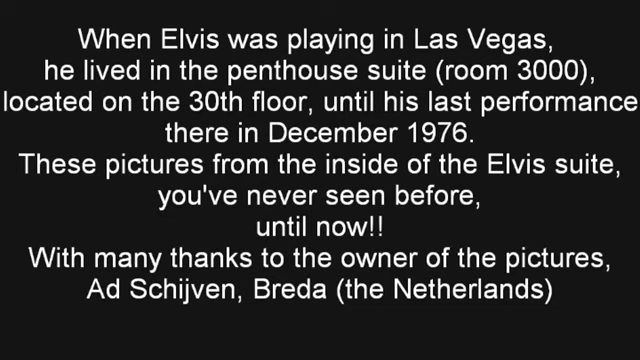 When Elvis was playing in Las Vegas,
he lived in the penthouse suite (room 3000),
located on the 30th floor, until his last performance
there in December 1976.
These pictures from the inside of the Elvis suite,
you've never seen before,
until now!!
With many thanks to the owner of the pictures,
Ad Schijven, Breda (the Netherlands)